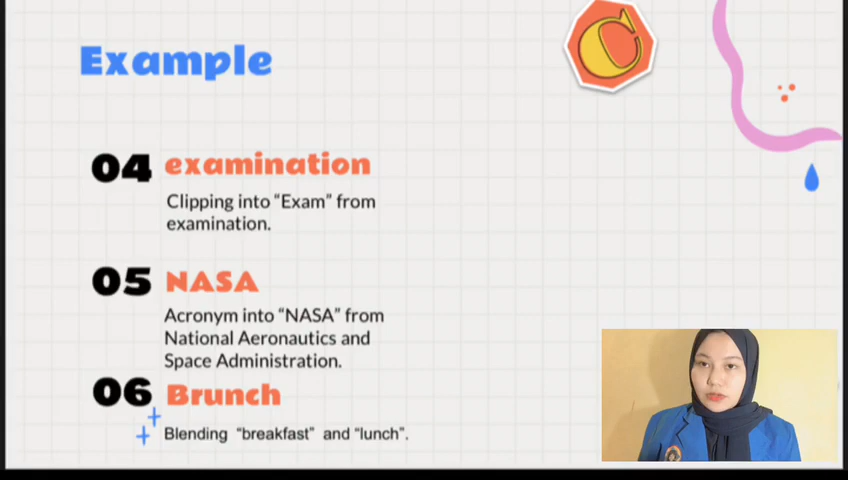 Example
C
04 examination
Clipping into “Exam” from
examination.
05 NASA
Acronym into “NASA” from
National Aeronautics and
Space Administration.
06 Brunch
Blending “breakfast” and “lunch”.